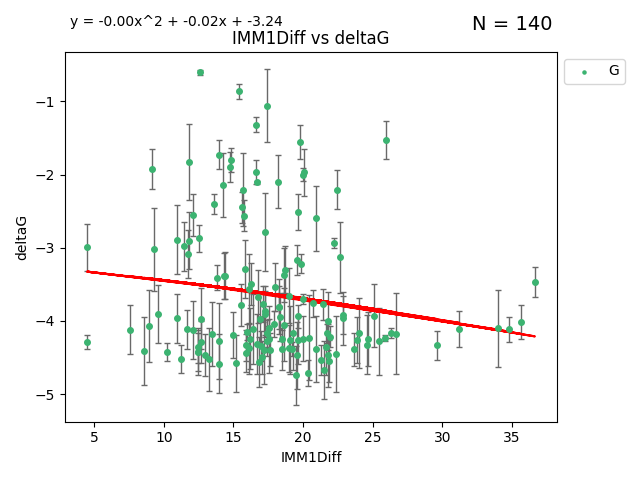 y = -0.00x^2 + -0.02x + -3.24
N = 140
IMM1Diff vs deltaG
G
−1
−2
−3
−4
−5
deltaG
5 10 15 20 25 30 35
IMM1Diff